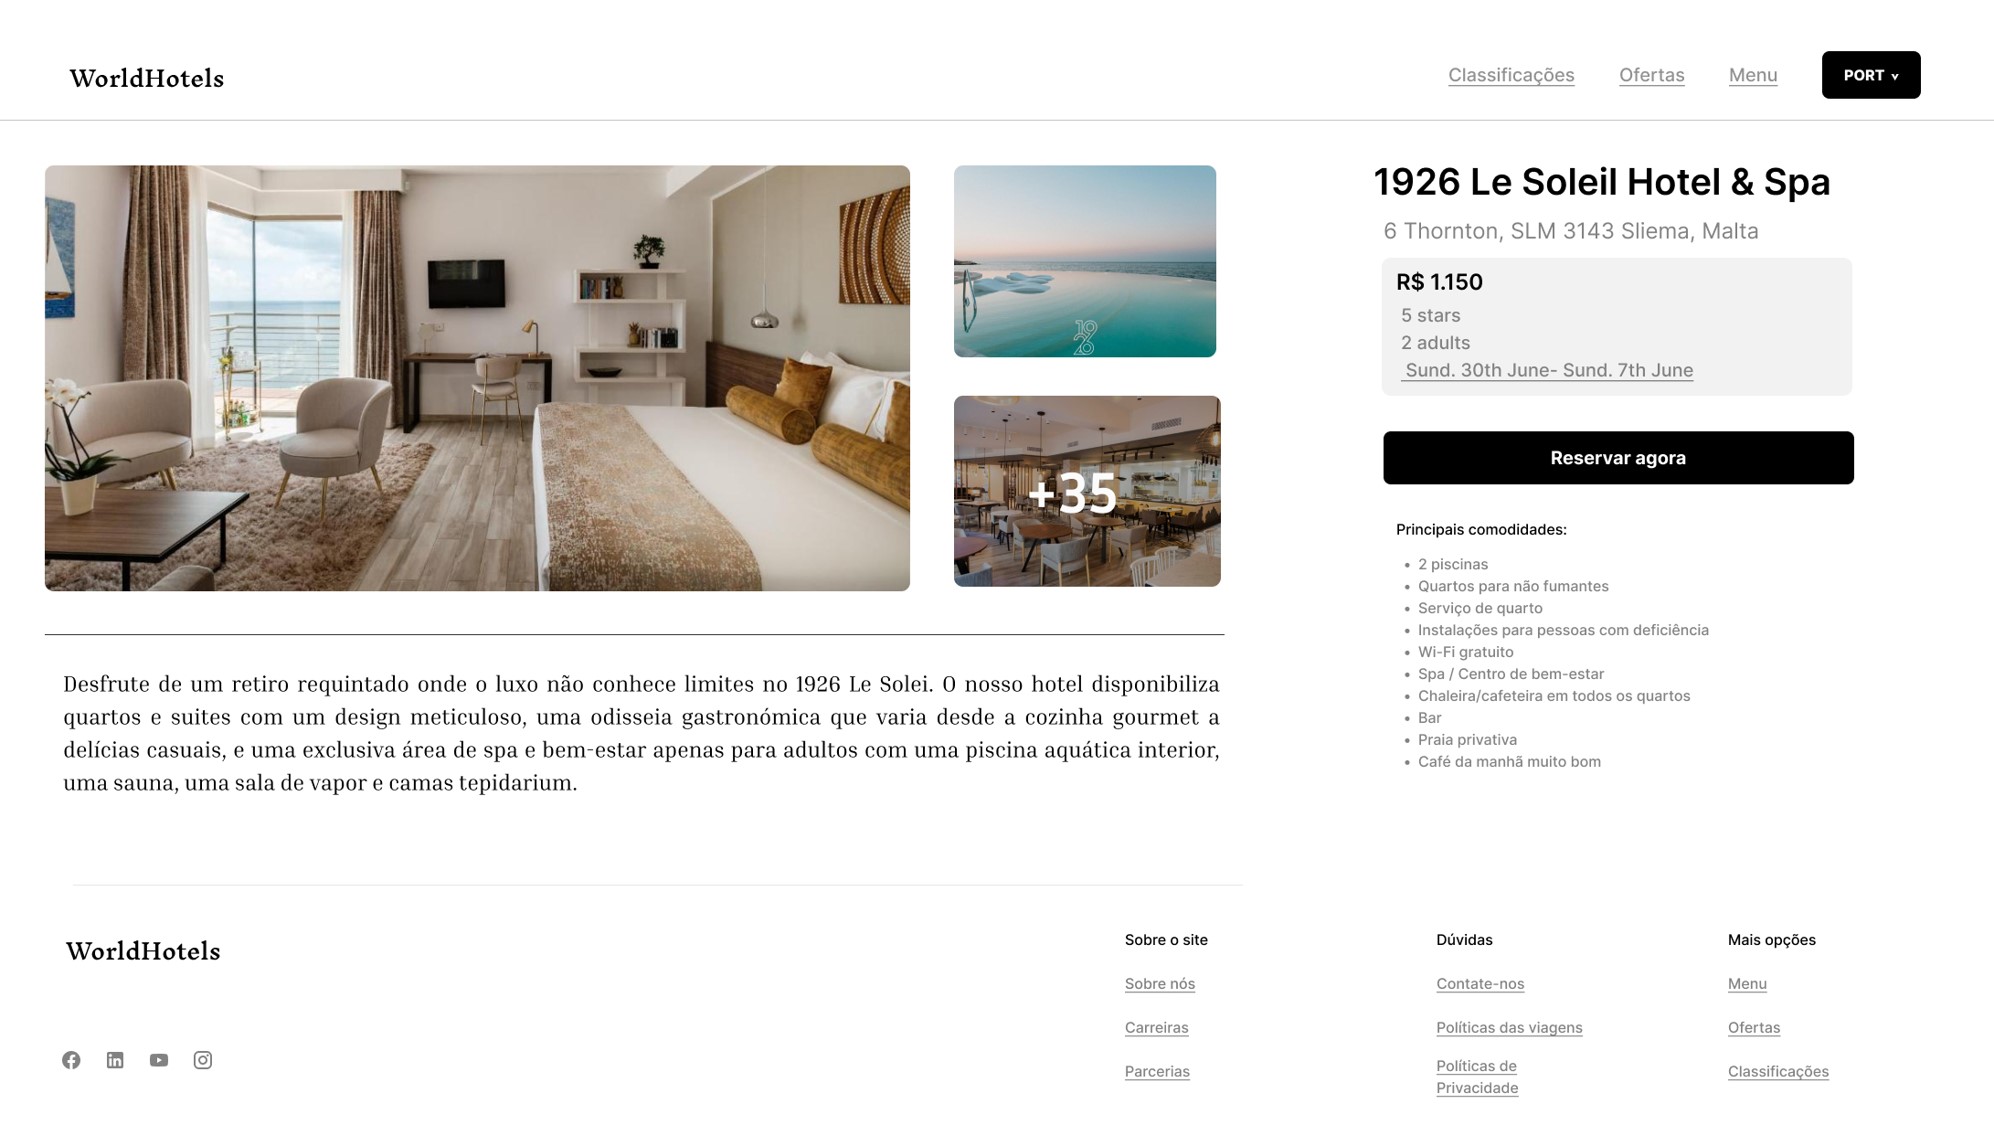 WorldHotels
Classificações
Ofertas
Menu
PORT
1926 Le Soleil Hotel & Spa
6 Thornton, SLM 3143 Sliema, Malta
R$ 1.150
5 stars
2 adults
Sund. 30th June- Sund. 7th June
Reservar agora
1926
+35
Principais comodidades:
• 2 piscinas
• Quartos para não fumantes
• Serviço de quarto
• Instalações para pessoas com deficiência
• Wi-Fi gratuito
• Spa / Centro de bem-estar
• Chaleira/cafeteira em todos os quartos
• Bar
• Praia privativa
• Café da manhã muito bom
Desfrute de um retiro requintado onde o luxo não conhece limites no 1926 Le Solei. O nosso hotel disponibiliza
quartos e suites com um design meticuloso, uma odisseia gastronómica que varia desde a cozinha gourmet a
delícias casuais, e uma exclusiva área de spa e bem-estar apenas para adultos com uma piscina aquática interior,
uma sauna, uma sala de vapor e camas tepidarium.
WorldHotels
Sobre o site
Sobre nós
Carreiras
Parcerias
Dúvidas
Contate-nos
Políticas das viagens
Políticas de
Privacidade
Mais opções
Menu
Ofertas
Classificações